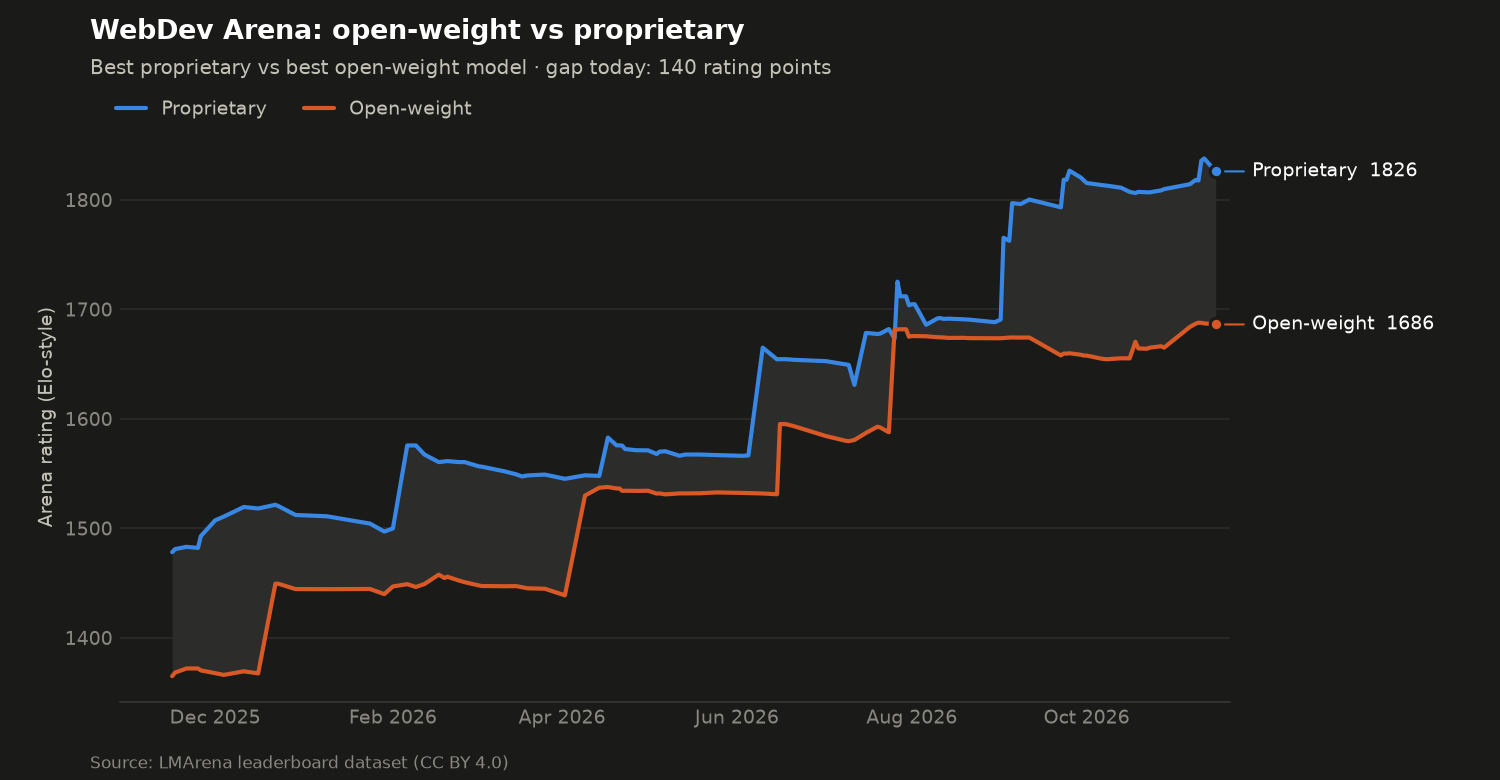 WebDev Arena: open-weight vs proprietary
Best proprietary vs best open-weight model · gap today: 140 rating points
Proprietary
Open-weight
Arena rating (Elo-style)
1800
1700
1600
1500
1400
Proprietary 1826
Open-weight 1686
Dec 2025
Feb 2026
Apr 2026
Jun 2026
Aug 2026
Oct 2026
Source: LMArena leaderboard dataset (CC BY 4.0)